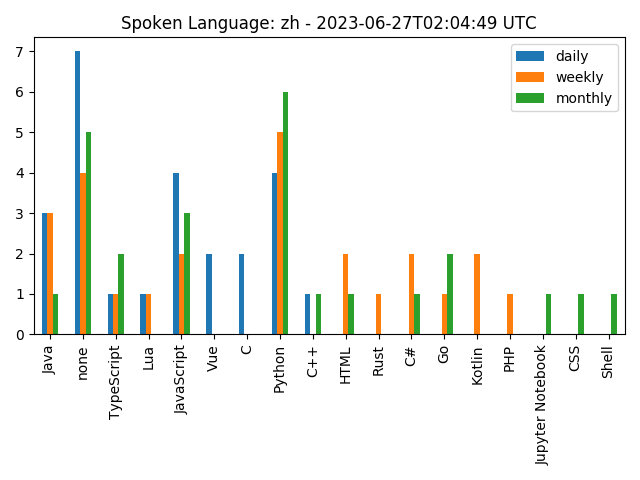 Spoken Language: zh - 2023-06-27T02:04:49 UTC
daily
weekly
monthly
7
6
5
4
3
2
1
0
Java
none
TypeScript
Lua
JavaScript
Vue
C
Python
C++
HTML
Rust
C#
Go
Kotlin
PHP
Jupyter Notebook
CSS
Shell